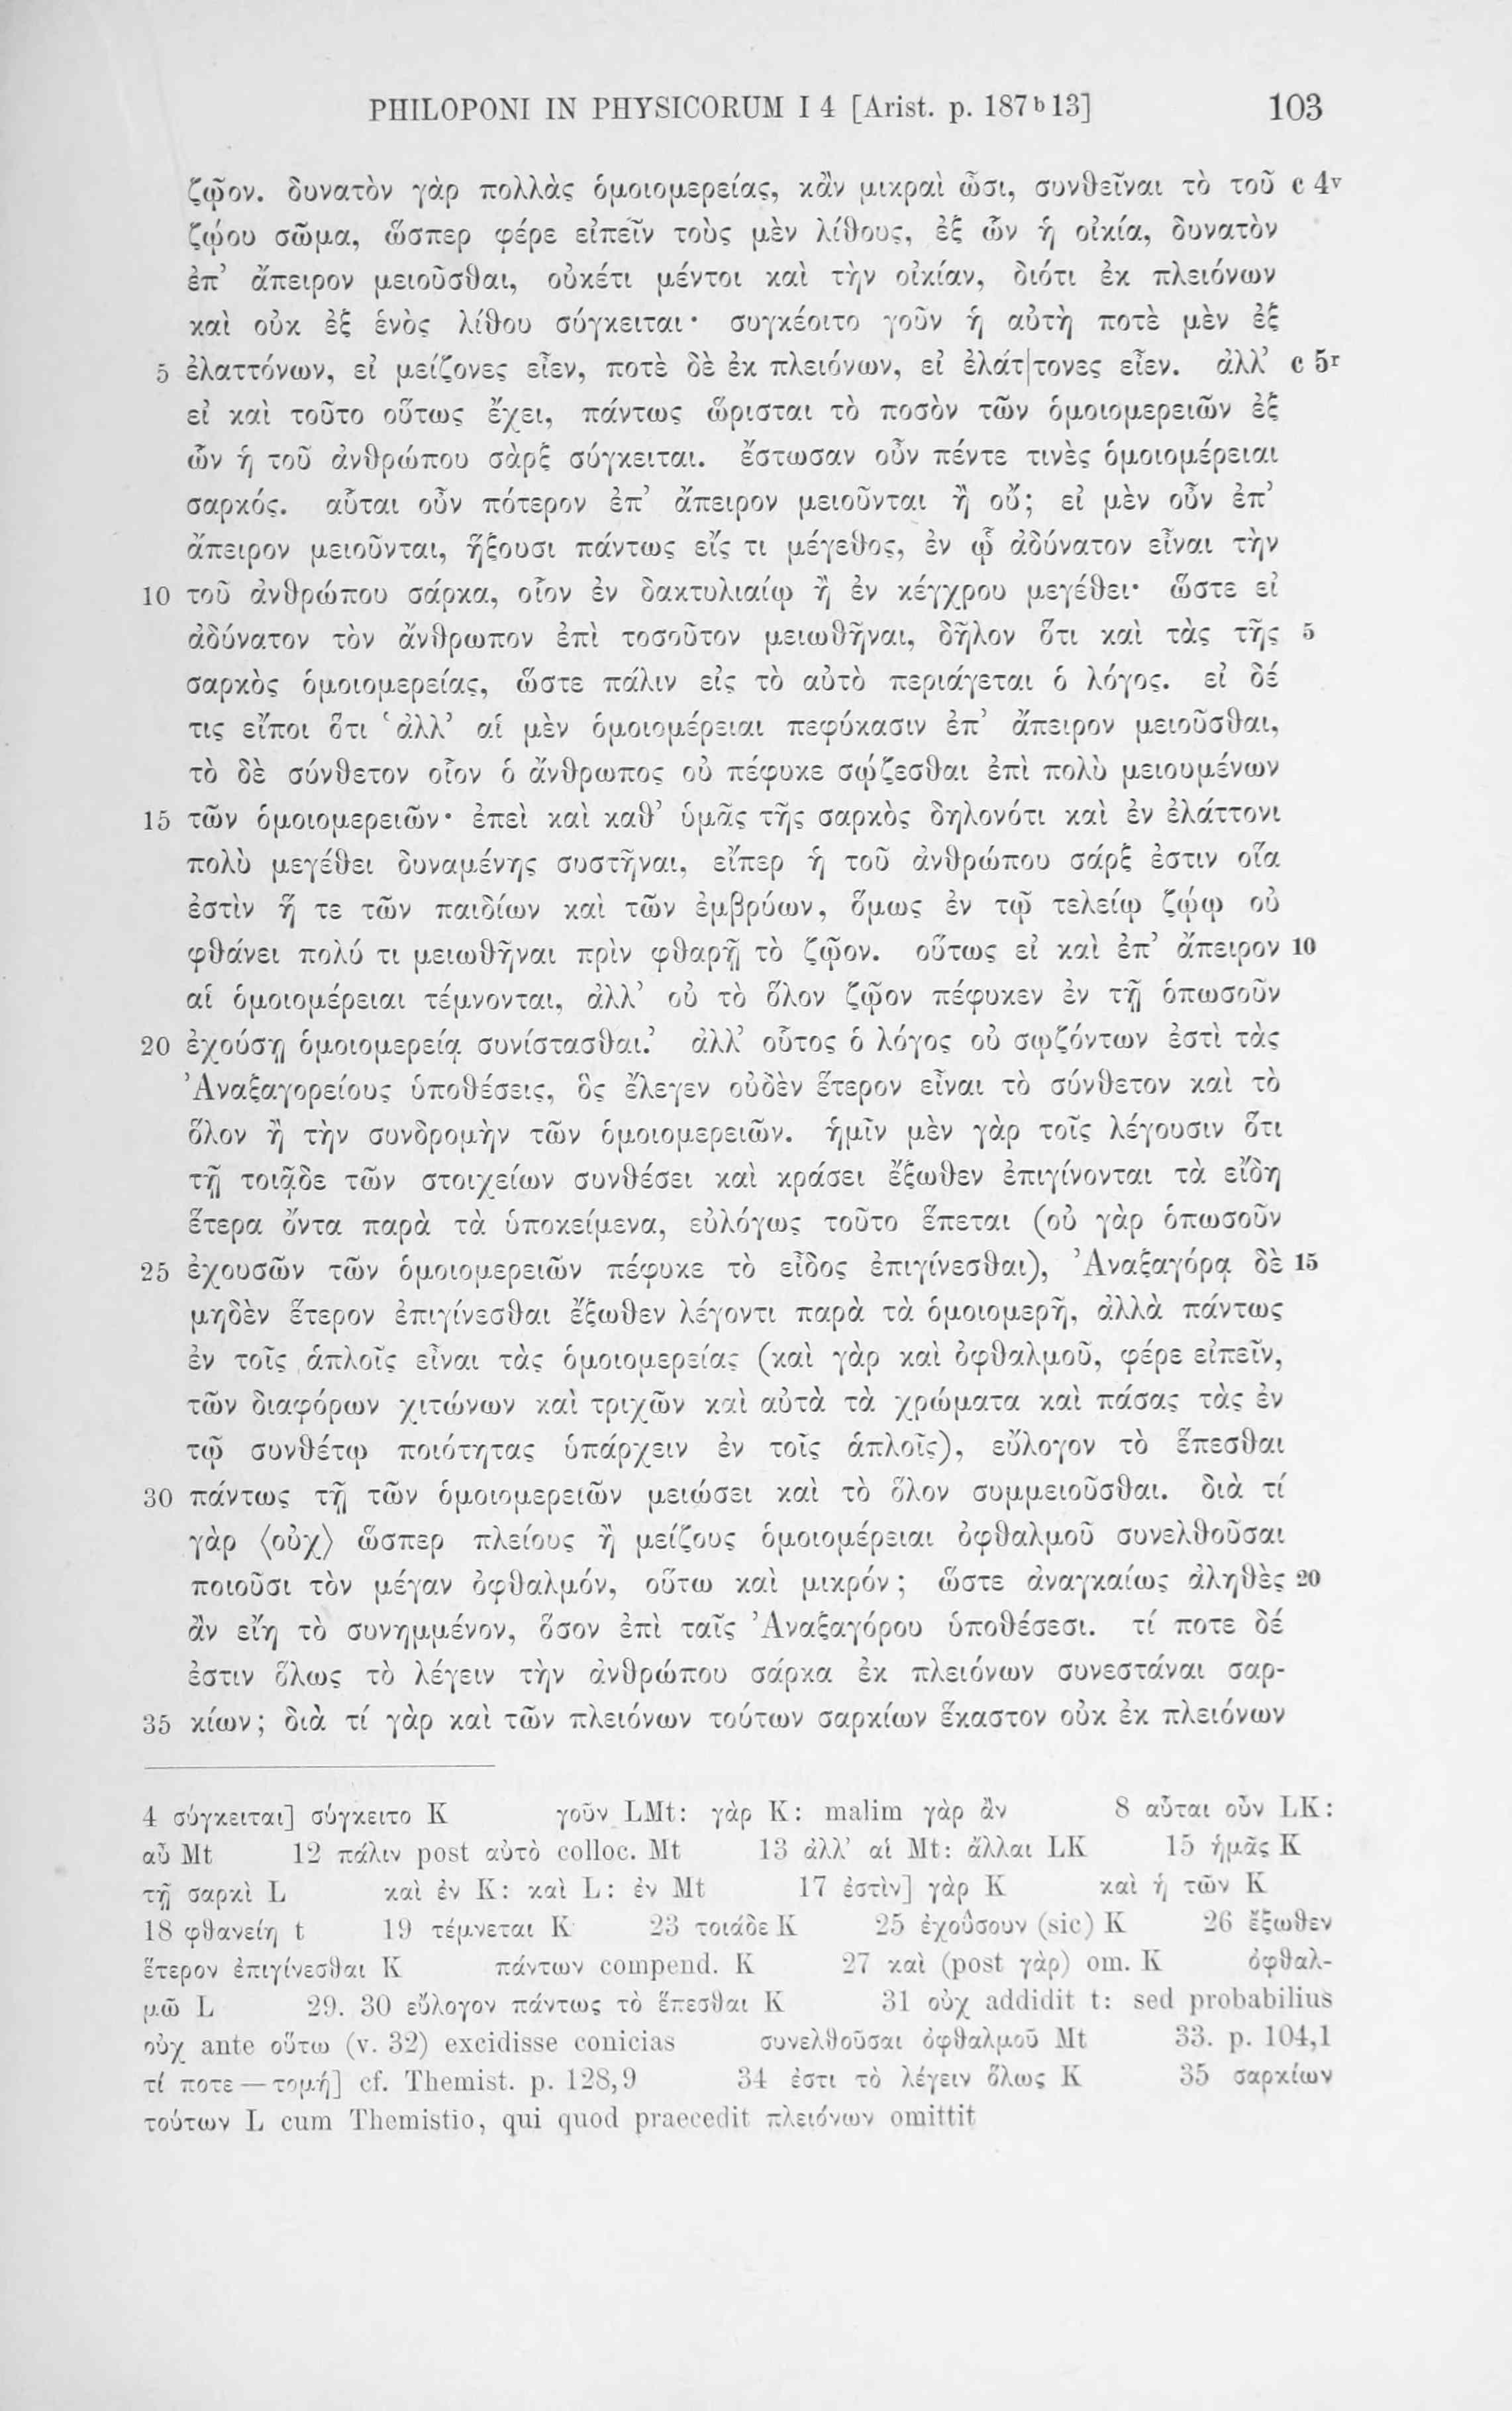 PHILOPONI IN PHYSICORUM I 4 [Arist. p. 187ᵇ13] 103
ζῷον. δυνατὸν γὰρ πολλὰς ὁμοιομερείας, κἂν μικραὶ ὦσι, συνθεῖναι τὸ τοῦ c 4ᵛ
ζῴου σῶμα, ὥσπερ φέρε εἰπεῖν τοὺς μὲν λίθους, ἐξ ὧν ἡ οἰκία, δυνατὸν
ἐπ’ ἄπειρον μειοῦσθαι, οὐκέτι μέντοι καὶ τὴν οἰκίαν, διότι ἐκ πλειόνων
καὶ οὐκ ἐξ ἑνὸς λίθου σύγκειται· συγκέοιτο γοῦν ἡ αὐτὴ ποτὲ μὲν ἐξ
5 ἐλαττόνων, εἰ μείζονες εἶεν, ποτὲ δὲ ἐκ πλειόνων, εἰ ἐλάτ|τονες εἶεν. ἀλλ’ c 5ʳ
εἰ καὶ τοῦτο οὕτως ἔχει, πάντως ὥρισται τὸ ποσὸν τῶν ὁμοιομερειῶν ἐξ
ὧν ἡ τοῦ ἀνθρώπου σὰρξ σύγκειται. ἔστωσαν οὖν πέντε τινὲς ὁμοιομέρειαι
σαρκός. αὗται οὖν πότερον ἐπ’ ἄπειρον μειοῦνται ἢ οὔ; εἰ μὲν οὖν ἐπ’
ἄπειρον μειοῦνται, ἥξουσι πάντως εἴς τι μέγεθος, ἐν ᾧ ἀδύνατον εἶναι τὴν
10 τοῦ ἀνθρώπου σάρκα, οἷον ἐν δακτυλιαίῳ ἢ ἐν κέγχρου μεγέθει· ὥστε εἰ
ἀδύνατον τὸν ἄνθρωπον ἐπὶ τοσοῦτον μειωθῆναι, δῆλον ὅτι καὶ τὰς τῆς 5
σαρκὸς ὁμοιομερείας, ὥστε πάλιν εἰς τὸ αὐτὸ περιάγεται ὁ λόγος. εἰ δέ
τις εἴποι ὅτι ‘ἀλλ’ αἱ μὲν ὁμοιομέρειαι πεφύκασιν ἐπ’ ἄπειρον μειοῦσθαι,
τὸ δὲ σύνθετον οἷον ὁ ἄνθρωπος οὐ πέφυκε σῴζεσθαι ἐπὶ πολὺ μειουμένων
15 τῶν ὁμοιομερειῶν· ἐπεὶ καὶ καθ’ ὑμᾶς τῆς σαρκὸς δηλονότι καὶ ἐν ἐλάττονι
πολὺ μεγέθει δυναμένης συστῆναι, εἴπερ ἡ τοῦ ἀνθρώπου σάρξ ἐστιν οἵα
ἐστὶν ἥ τε τῶν παιδίων καὶ τῶν ἐμβρύων, ὅμως ἐν τῷ τελείῳ ζῴῳ οὐ
φθάνει πολύ τι μειωθῆναι πρὶν φθαρῇ τὸ ζῷον. οὕτως εἰ καὶ ἐπ’ ἄπειρον 10
αἱ ὁμοιομέρειαι τέμνονται, ἀλλ’ οὐ τὸ ὅλον ζῷον πέφυκεν ἐν τῇ ὁπωσοῦν
20 ἐχούσῃ ὁμοιομερείᾳ συνίστασθαι.’ ἀλλ’ οὗτος ὁ λόγος οὐ σῳζόντων ἐστὶ τὰς
Ἀναξαγορείους ὑποθέσεις, ὃς ἔλεγεν οὐδὲν ἕτερον εἶναι τὸ σύνθετον καὶ τὸ
ὅλον ἢ τὴν συνδρομὴν τῶν ὁμοιομερειῶν. ἡμῖν μὲν γὰρ τοῖς λέγουσιν ὅτι
τῇ τοιᾷδε τῶν στοιχείων συνθέσει καὶ κράσει ἔξωθεν ἐπιγίνονται τὰ εἴδη
ἕτερα ὄντα παρὰ τὰ ὑποκείμενα, εὐλόγως τοῦτο ἕπεται (οὐ γὰρ ὁπωσοῦν
25 ἐχουσῶν τῶν ὁμοιομερειῶν πέφυκε τὸ εἶδος ἐπιγίνεσθαι), Ἀναξαγόρᾳ δὲ 15
μηδὲν ἕτερον ἐπιγίνεσθαι ἔξωθεν λέγοντι παρὰ τὰ ὁμοιομερῆ, ἀλλὰ πάντως
ἐν τοῖς ἁπλοῖς εἶναι τὰς ὁμοιομερείας (καὶ γὰρ καὶ ὀφθαλμοῦ, φέρε εἰπεῖν,
τῶν διαφόρων χιτώνων καὶ τριχῶν καὶ αὐτὰ τὰ χρώματα καὶ πάσας τὰς ἐν
τῷ συνθέτῳ ποιότητας ὑπάρχειν ἐν τοῖς ἁπλοῖς), εὔλογον τὸ ἕπεσθαι
30 πάντως τῇ τῶν ὁμοιομερειῶν μειώσει καὶ τὸ ὅλον συμμειοῦσθαι. διὰ τί
γὰρ ⟨οὐχ⟩ ὥσπερ πλείους ἢ μείζους ὁμοιομέρειαι ὀφθαλμοῦ συνελθοῦσαι
ποιοῦσι τὸν μέγαν ὀφθαλμόν, οὕτω καὶ μικρόν; ὥστε ἀναγκαίως ἀληθὲς 20
ἂν εἴη τὸ συνημμένον, ὅσον ἐπὶ ταῖς Ἀναξαγόρου ὑποθέσεσι. τί ποτε δέ
ἐστιν ὅλως τὸ λέγειν τὴν ἀνθρώπου σάρκα ἐκ πλειόνων συνεστάναι σαρ-
35 κίων; διὰ τί γὰρ καὶ τῶν πλειόνων τούτων σαρκίων ἕκαστον οὐκ ἐκ πλειόνων
4 σύγκειται] σύγκειτο K γοῦν LMt: γὰρ K: malim γὰρ ἂν 8 αὗται οὖν LK:
αὖ Mt 12 πάλιν post αὐτὸ colloc. Mt 13 ἀλλ’ αἱ Mt: ἄλλαι LK 15 ἡμᾶς K
τῇ σαρκὶ L καὶ ἐν K: καὶ L: ἐν Mt 17 ἐστὶν] γὰρ K καὶ ἡ τῶν K
18 φθανείη t 19 τέμνεται K 23 τοιάδε K 25 ἐχοῦσουν (sic) K 26 ἔξωθεν
ἕτερον ἐπιγίνεσθαι K πάντων compend. K 27 καὶ (post γὰρ) om. K ὀφθαλ-
μῶ L 29. 30 εὔλογον πάντως τὸ ἕπεσθαι K 31 οὐχ addidit t: sed probabilius
οὐχ ante οὕτω (v. 32) excidisse conicias συνελθοῦσαι ὀφθαλμοῦ Mt 33. p. 104,1
τί ποτε — τομή] cf. Themist. p. 128,9 34 ἐστι τὸ λέγειν ὅλως K 35 σαρκίων
τούτων L cum Themistio, qui quod praecedit πλειόνων omittit